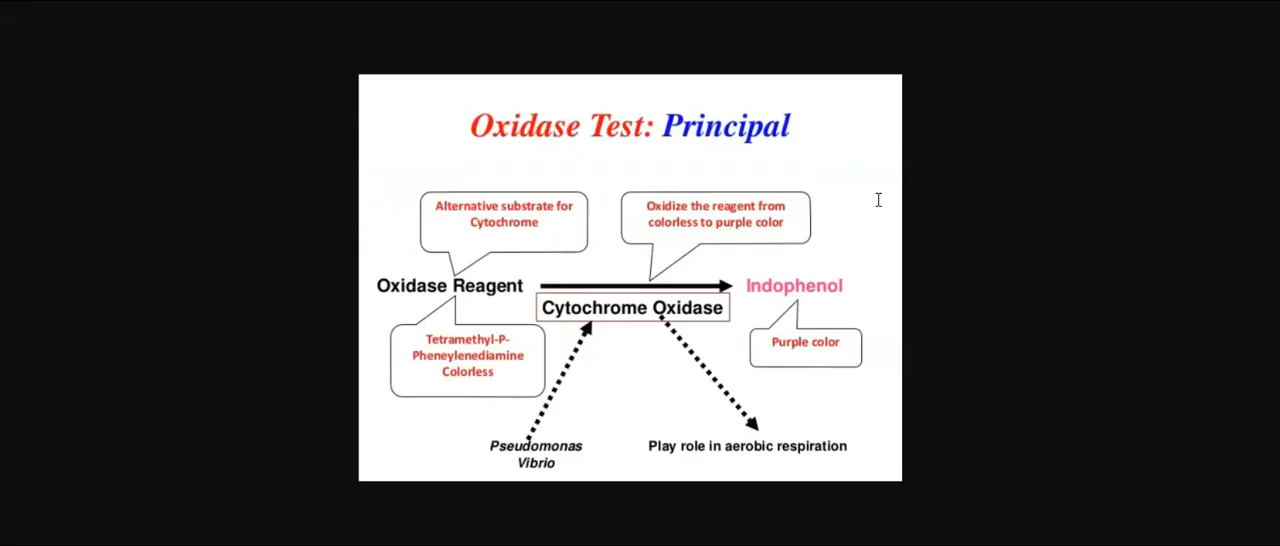 Oxidase Test: Principal
Alternative substrate for
Cytochrome
Oxidize the reagent from
colorless to purple color
Oxidase Reagent
Indophenol
Cytochrome Oxidase
Tetramethyl-P-
Pheneylenediamine
Colorless
Purple color
Pseudomonas
Vibrio
Play role in aerobic respiration